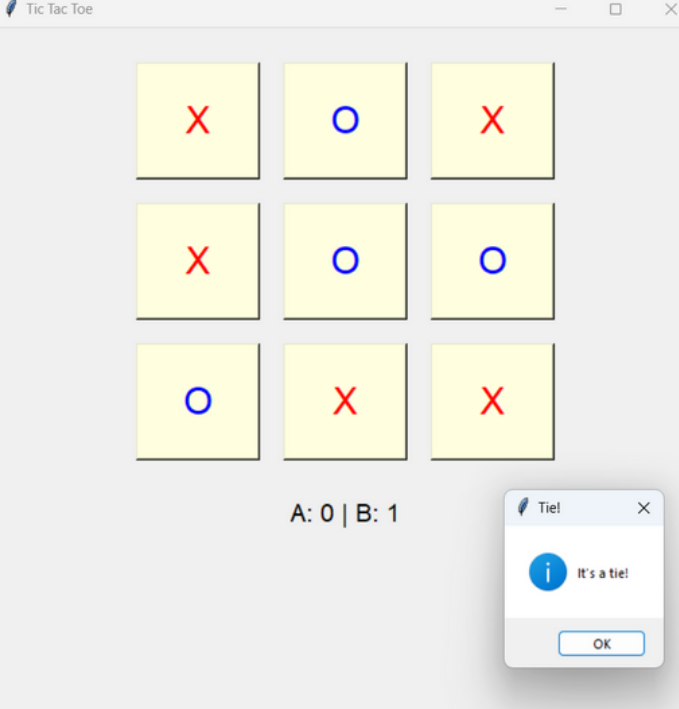 Tic Tac Toe
X O X
X O O
O X X
A: 0 | B: 1
Tie!
It's a tie!
OK